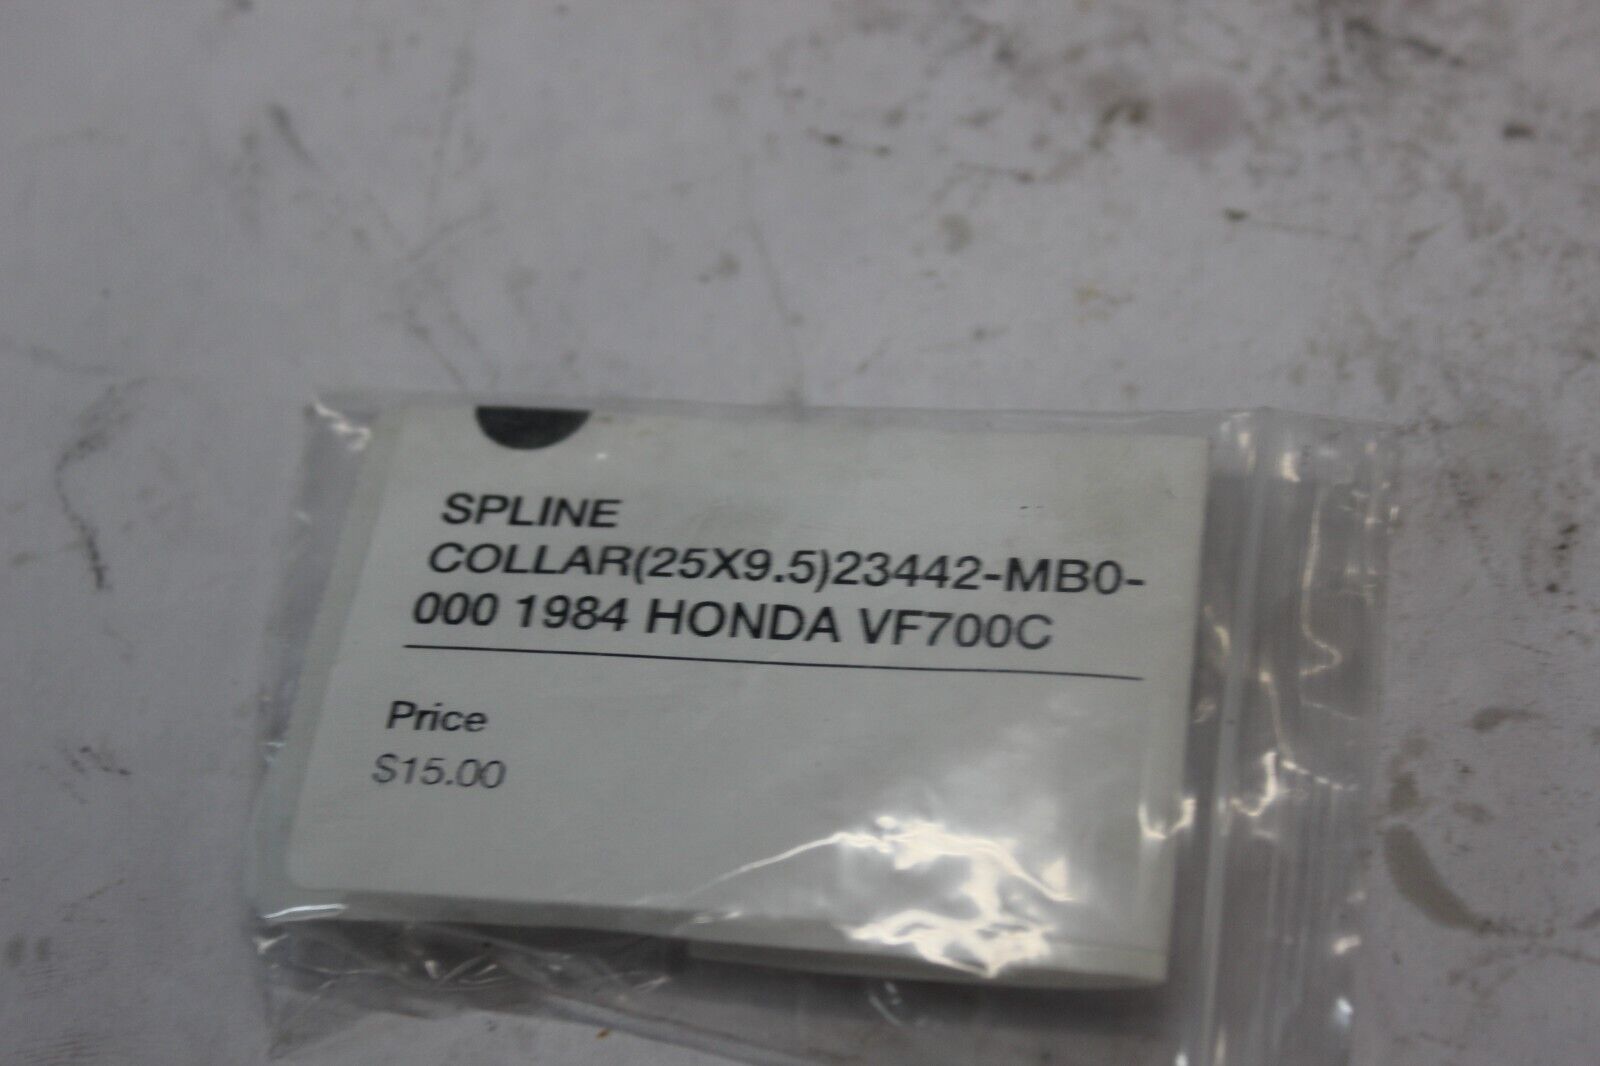 SPLINE
COLLAR(25X9.5)23442-MB0-
000 1984 HONDA VF700C
Price
$15.00